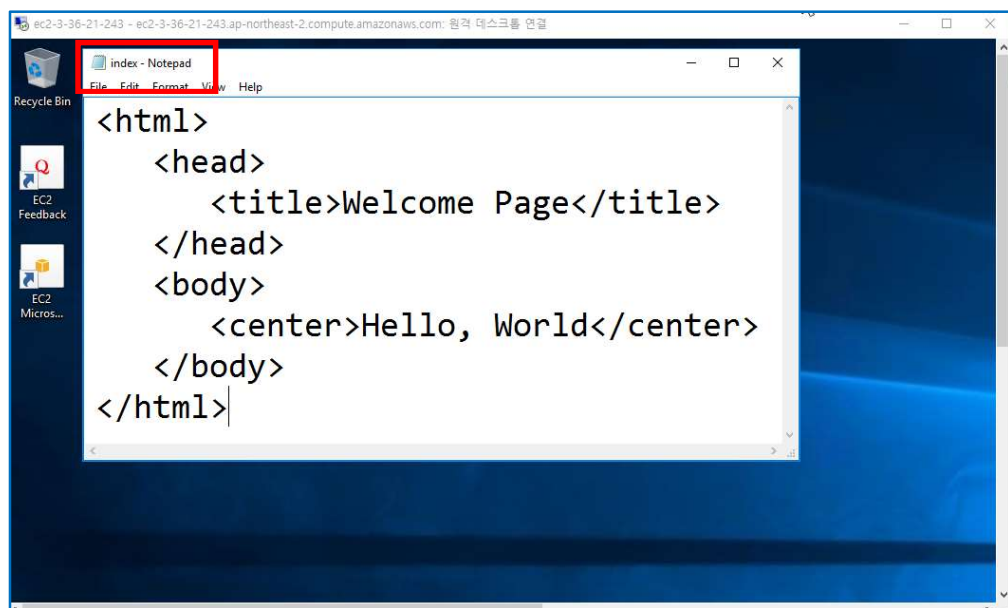 ec2-3-36-21-243 - ec2-3-36-21-243.ap-northeast-2.compute.amazonaws.com: 원격 데스크톱 연결
index - Notepad
File Edit Format View Help
Recycle Bin
EC2
Feedback
EC2
Micros...
<html>
<head>
<title>Welcome Page</title>
</head>
<body>
<center>Hello, World</center>
</body>
</html>